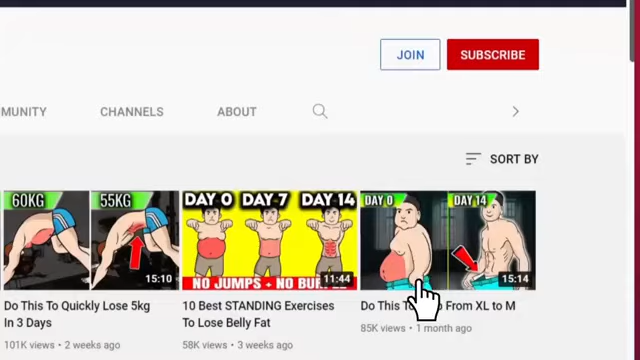 JOIN
SUBSCRIBE
MUNITY
CHANNELS
ABOUT
SORT BY
60KG
55KG
15:10
DAY 0 DAY 7 DAY 14
NO JUMPS + NO
11:44
DAY 0
DAY 14
15:14
Do This To Quickly Lose 5kg
In 3 Days
101K views • 2 weeks ago
10 Best STANDING Exercises
To Lose Belly Fat
58K views • 3 weeks ago
Do This To From XL to M
85K views • 1 month ago